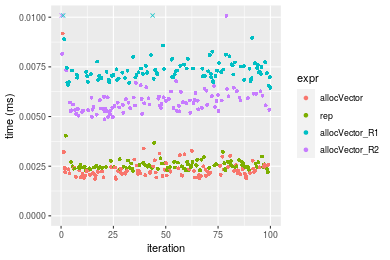 0.0100
0.0075
0.0050
0.0025
0.0000
time (ms)
0
25
50
75
100
iteration
expr
allocVector
rep
allocVector_R1
allocVector_R2